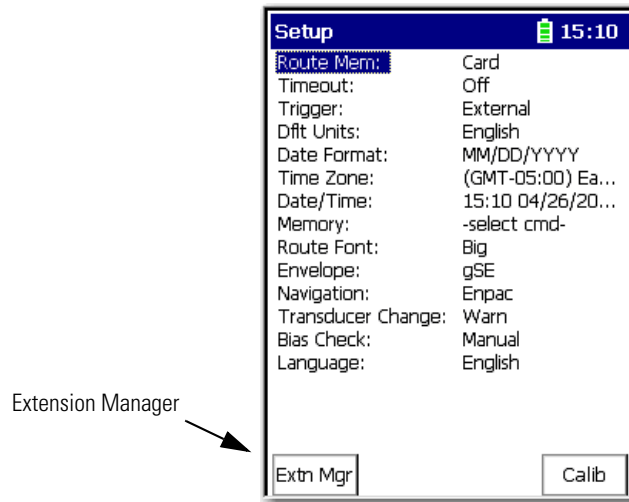 Setup 15:10
Route Mem: Card
Timeout: Off
Trigger: External
Dflt Units: English
Date Format: MM/DD/YYYY
Time Zone: (GMT-05:00) Ea...
Date/Time: 15:10 04/26/20...
Memory: -select cmd-
Route Font: Big
Envelope: gSE
Navigation: Enpac
Transducer Change: Warn
Bias Check: Manual
Language: English
Extension Manager
Extn Mgr Calib